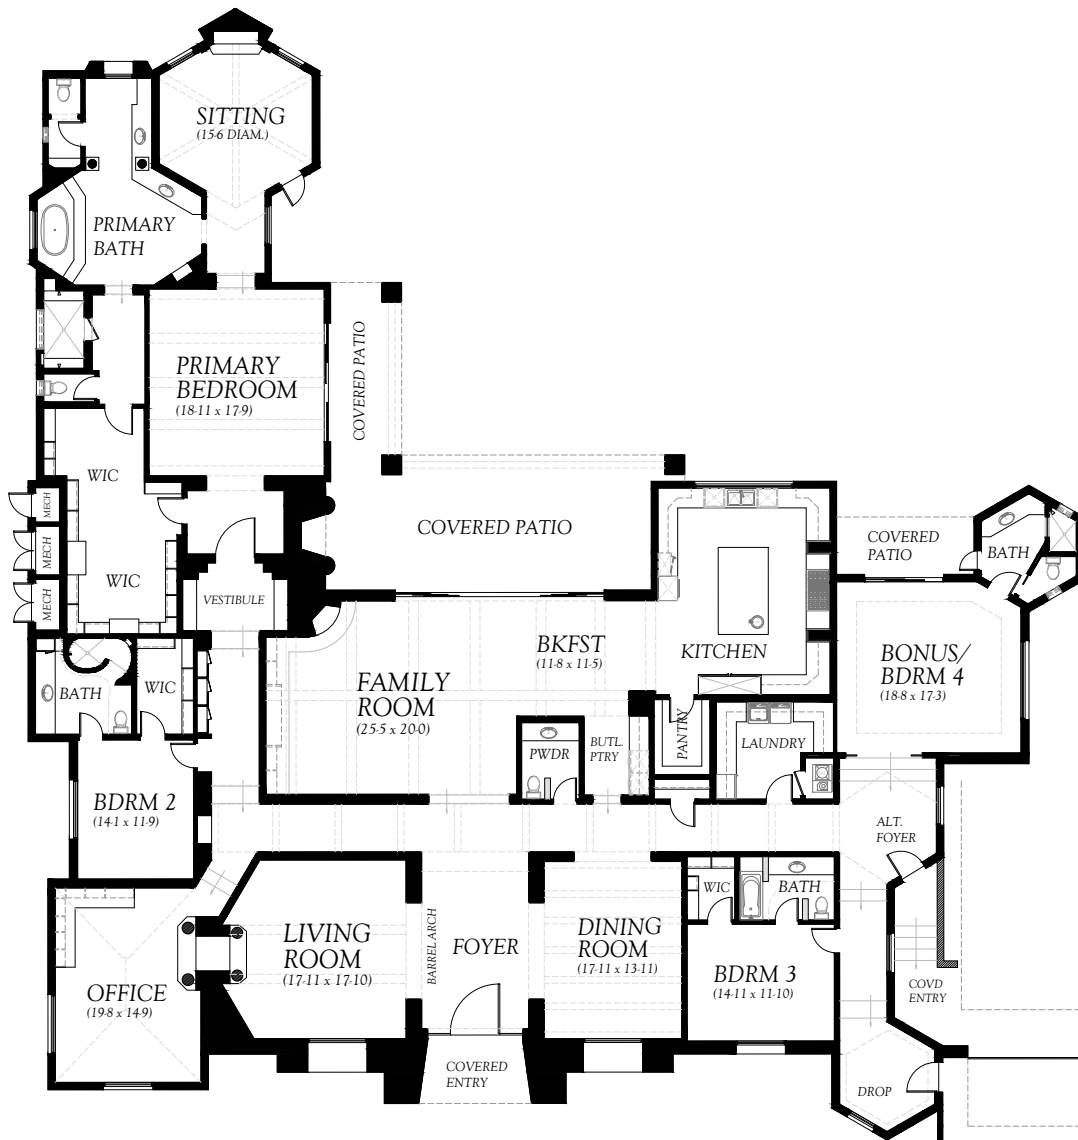 SITTING
(15-6 DIAM.)
PRIMARY
BATH
PRIMARY
BEDROOM
(18-11 x 17-9)
COVERED PATIO
WIC
MECH
MECH
MECH
WIC
VESTIBULE
COVERED PATIO
COVERED
PATIO
BATH
BKFST
(11-8 x 11-5)
KITCHEN
BONUS/
BDRM 4
(18-8 x 17-3)
FAMILY
ROOM
(25-5 x 20-0)
BATH
WIC
PWDR
BUTL.
PTRY
PANTRY
LAUNDRY
BDRM 2
(14-1 x 11-9)
ALT.
FOYER
LIVING
ROOM
(17-11 x 17-10)
BARREL ARCH
FOYER
DINING
ROOM
(17-11 x 13-11)
WIC
BATH
BDRM 3
(14-11 x 11-10)
OFFICE
(19-8 x 14-9)
COVD
ENTRY
COVERED
ENTRY
DROP